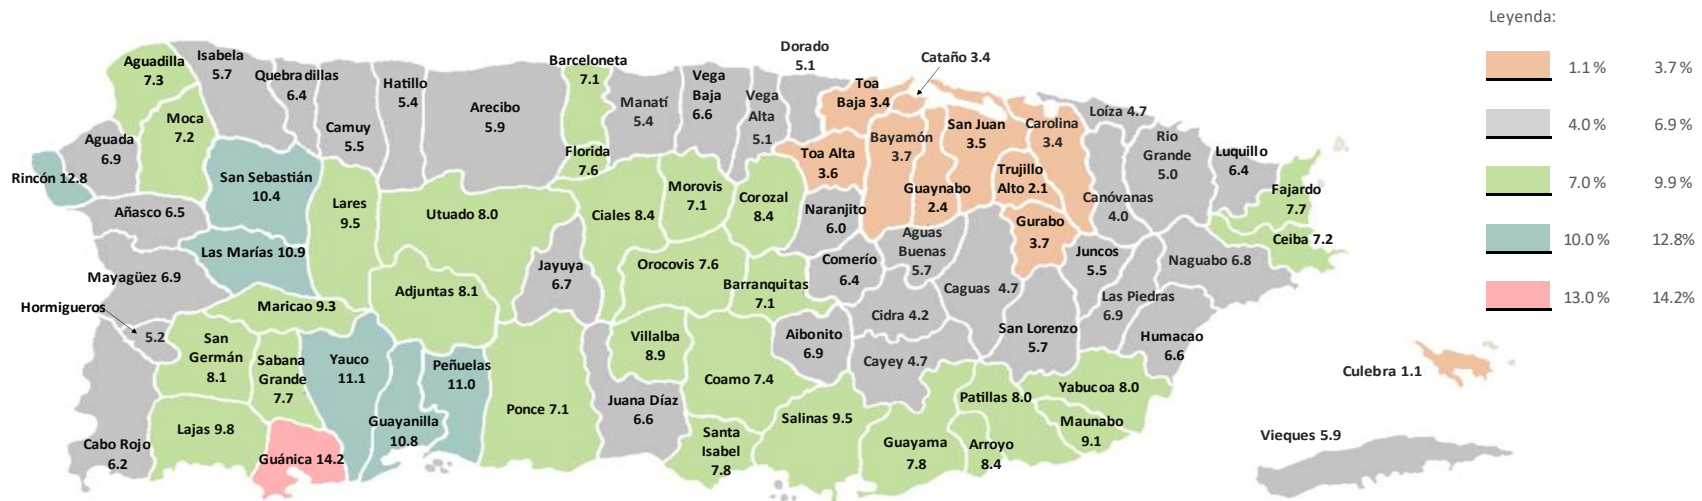 Leyenda:
1.1 % 3.7 %
4.0 % 6.9 %
7.0 % 9.9 %
10.0 % 12.8%
13.0 % 14.2%
Aguadilla
7.3
Isabela
5.7
Quebradillas
6.4
Camuy
5.5
Hatillo
5.4
Arecibo
5.9
Barceloneta
7.1
Florida
7.6
Manatí
5.4
Vega
Baja
6.6
Vega
Alta
5.1
Dorado
5.1
Toa
Baja 3.4
Cataño 3.4
Toa Alta
3.6
Bayamón
3.7
Guaynabo
2.4
San Juan
3.5
Trujillo
Alto 2.1
Carolina
3.4
Loíza 4.7
Canóvanas
4.0
Rio
Grande
5.0
Luquillo
6.4
Fajardo
7.7
Ceiba 7.2
Naguabo 6.8
Moca
7.2
Aguada
6.9
Rincón 12.8
Añasco 6.5
San Sebastián
10.4
Las Marías 10.9
Lares
9.5
Utuado 8.0
Ciales 8.4
Morovis
7.1
Corozal
8.4
Naranjito
6.0
Aguas
Buenas
5.7
Gurabo
3.7
Juncos
5.5
Las Piedras
6.9
Humacao
6.6
Mayagüez 6.9
Hormigueros
5.2
Maricao 9.3
Adjuntas 8.1
Jayuya
6.7
Orocovis 7.6
Barranquitas
7.1
Comerío
6.4
Cidra 4.2
Caguas 4.7
San Lorenzo
5.7
Cayey 4.7
Aibonito
6.9
San
Germán
8.1
Sabana
Grande
7.7
Yauco
11.1
Guayanilla
10.8
Peñuelas
11.0
Ponce 7.1
Villalba
8.9
Juana Díaz
6.6
Coamo 7.4
Santa
Isabel
7.8
Salinas 9.5
Guayama
7.8
Patillas 8.0
Arroyo
8.4
Yabucoa 8.0
Maunabo
9.1
Cabo Rojo
6.2
Lajas 9.8
Guánica 14.2
Culebra 1.1
Vieques 5.9